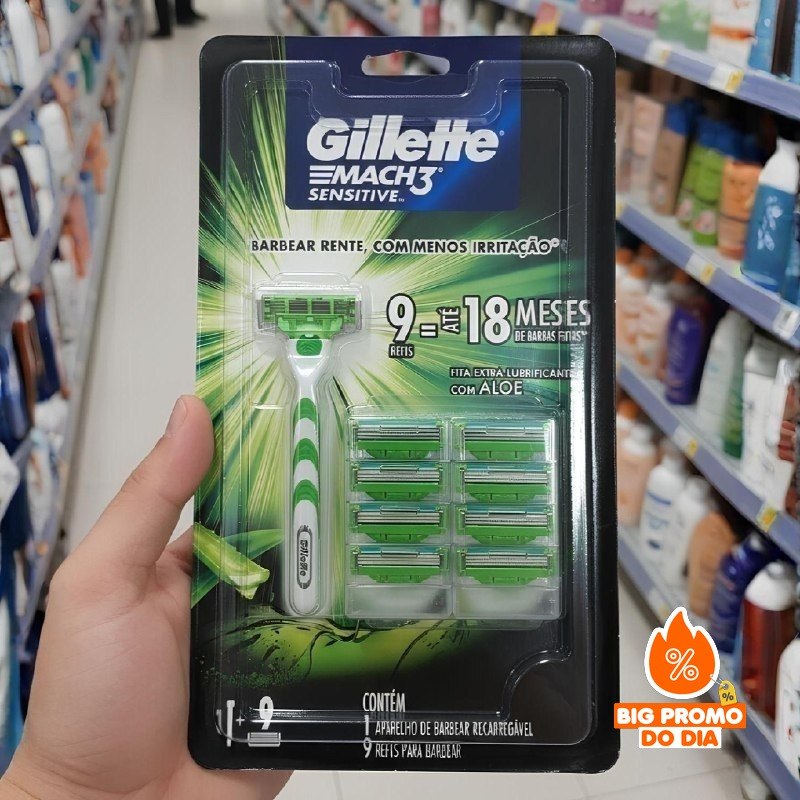 Gillette
MACH3
SENSITIVE
BARBEAR RENTE, COM MENOS IRRITAÇÃO
9 = ATÉ 18 MESES
REFIS
DE BARBAS FEITAS
FITA EXTRA LUBRIFICANTE
COM ALOE
Gillette
+ 9
CONTÉM
1 APARELHO DE BARBEAR RECARREGÁVEL
9 REFIS PARA BARBEAR
%
%
BIG PROMO
DO DIA